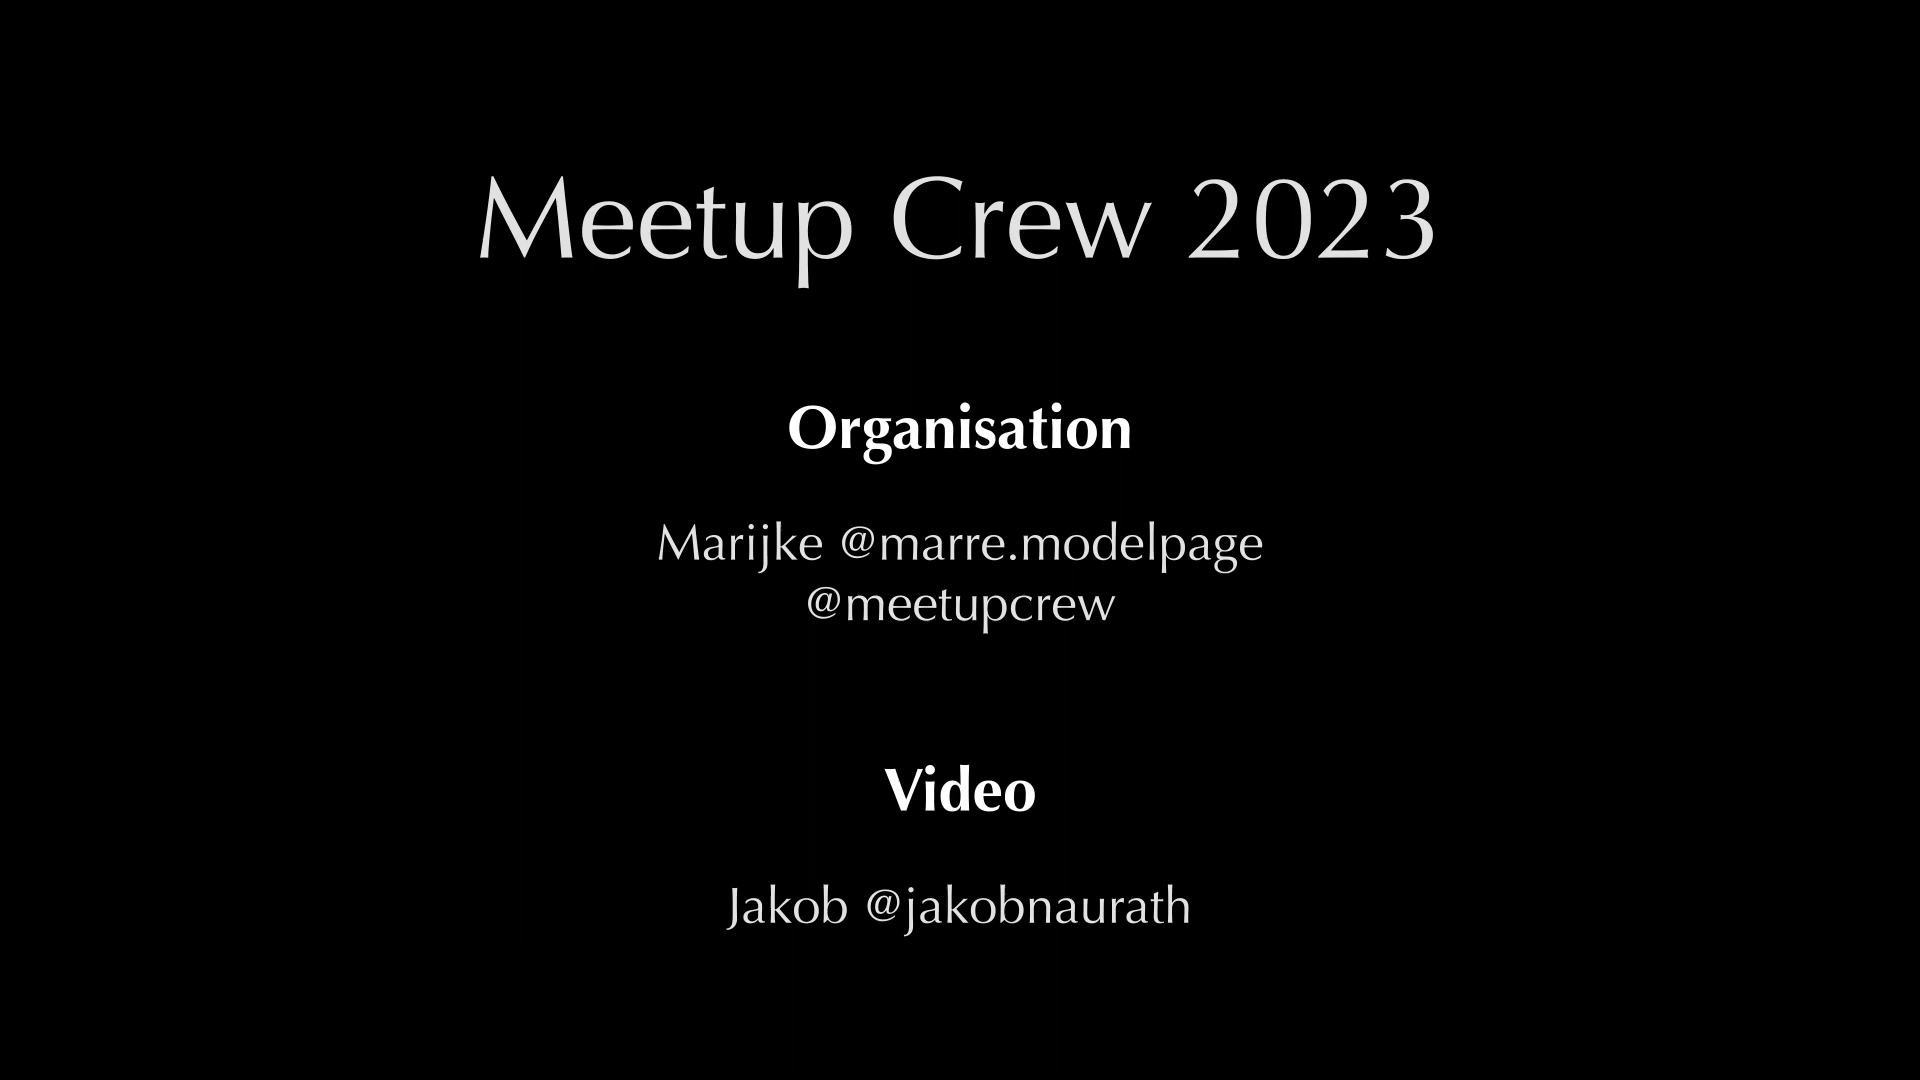 Meetup Crew 2023
Organisation
Marijke @marre.modelpage
@meetupcrew
Video
Jakob @jakobnaurath